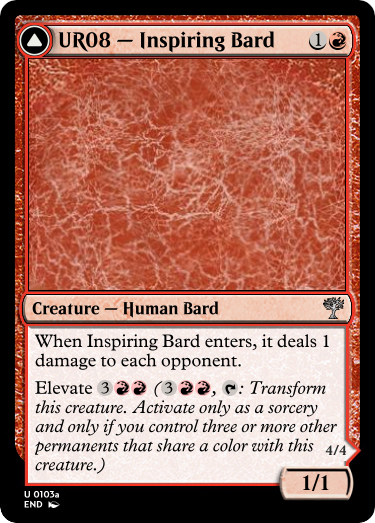 UR08 — Inspiring Bard 1
Creature — Human Bard
When Inspiring Bard enters, it deals 1
damage to each opponent.
Elevate 3 (3, : Transform
this creature. Activate only as a sorcery
and only if you control three or more other
permanents that share a color with this
creature.)
4/4
1/1
U 0103a
END